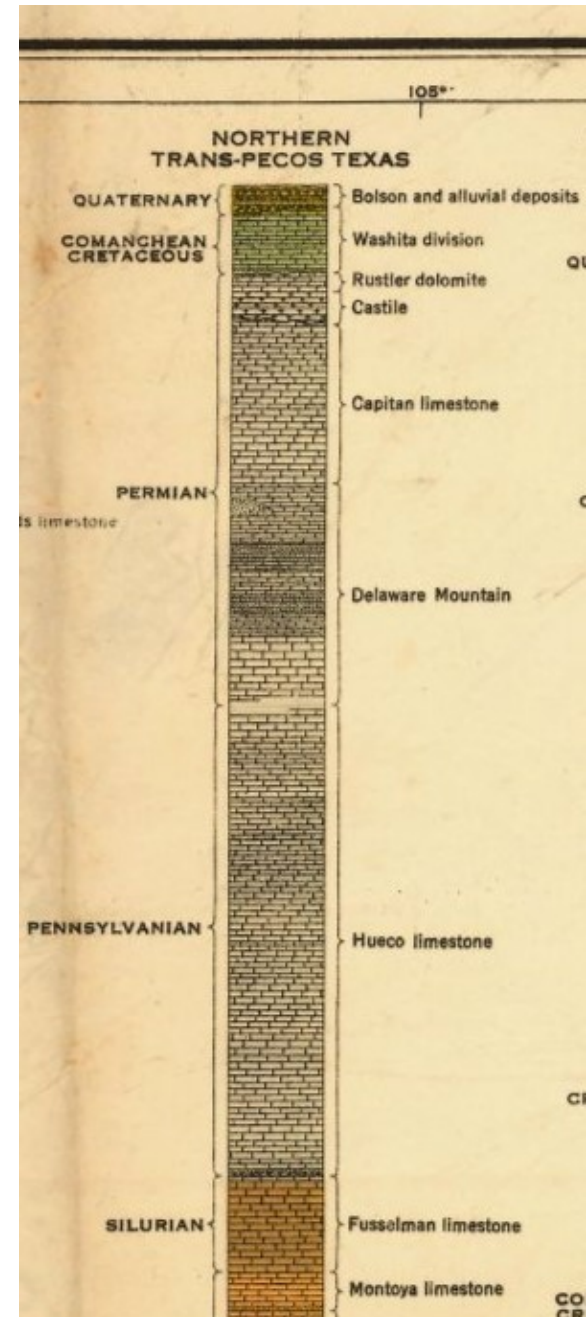 105°
NORTHERN
TRANS-PECOS TEXAS
QUATERNARY
Bolson and alluvial deposits
COMANCHEAN
CRETACEOUS
Washita division
Rustler dolomite
Castile
Capitan limestone
PERMIAN
limestone
Delaware Mountain
PENNSYLVANIAN
Hueco limestone
SILURIAN
Fusselman limestone
Montoya limestone